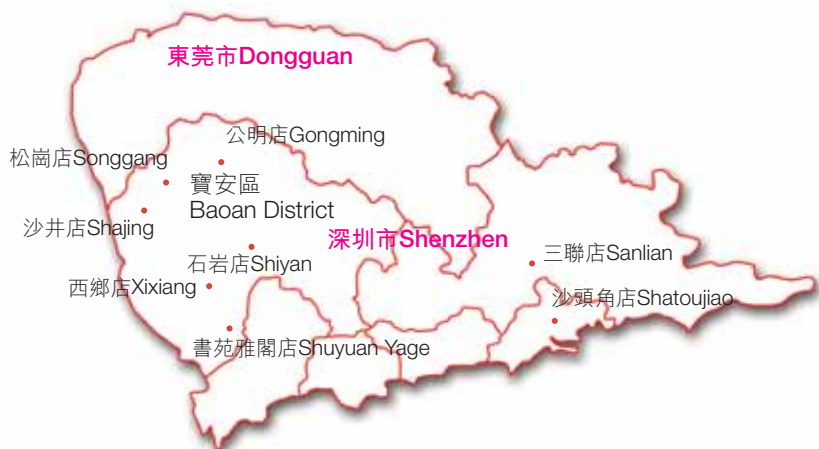 東莞市Dongguan
公明店Gongming
松崗店Songgang
寶安區
Baoan District
沙井店Shajing
深圳市Shenzhen
石岩店Shiyan
三聯店Sanlian
西鄉店Xixiang
沙頭角店Shatoujiao
書苑雅閣店Shuyuan Yage